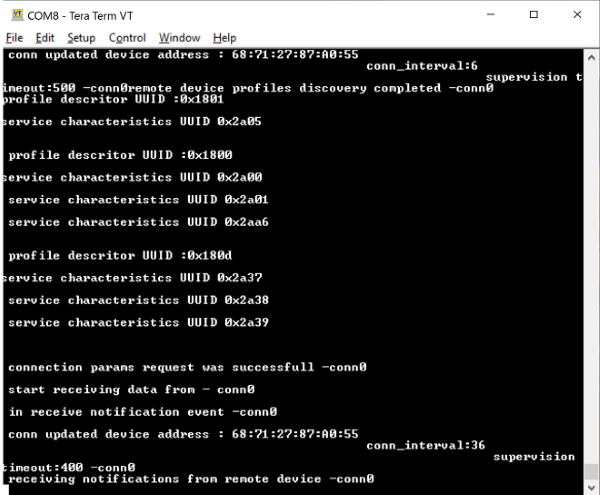 COM8 - Tera Term VT
File Edit Setup Control Window Help
conn updated device address : 68:71:27:87:A0:55
conn_interval:6
supervision t
imeout:500 -conn0remote device profiles discovery completed -conn0
profile descritor UUID :0x1801
service characteristics UUID 0x2a05
profile descritor UUID :0x1800
service characteristics UUID 0x2a00
service characteristics UUID 0x2a01
service characteristics UUID 0x2aa6
profile descritor UUID :0x180d
service characteristics UUID 0x2a37
service characteristics UUID 0x2a38
service characteristics UUID 0x2a39
connection params request was successfull -conn0
start receiving data from - conn0
in receive notification event -conn0
conn updated device address : 68:71:27:87:A0:55
conn_interval:36
supervision
timeout:400 -conn0
receiving notifications from remote device -conn0